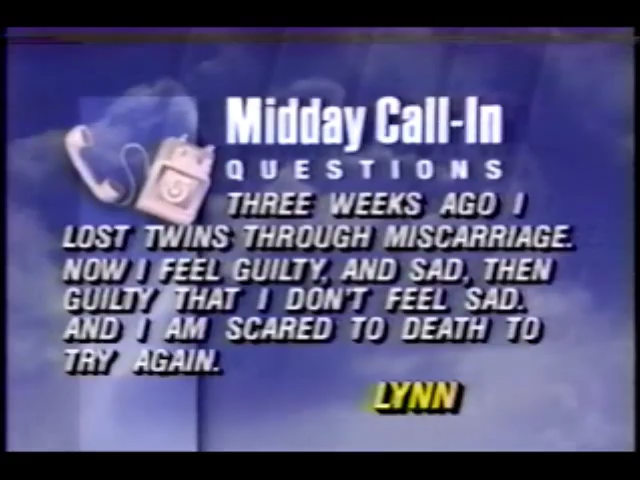 Midday Call-In
QUESTIONS
THREE WEEKS AGO I
LOST TWINS THROUGH MISCARRIAGE.
NOW I FEEL GUILTY, AND SAD, THEN
GUILTY THAT I DON'T FEEL SAD.
AND I AM SCARED TO DEATH TO
TRY AGAIN.
LYNN